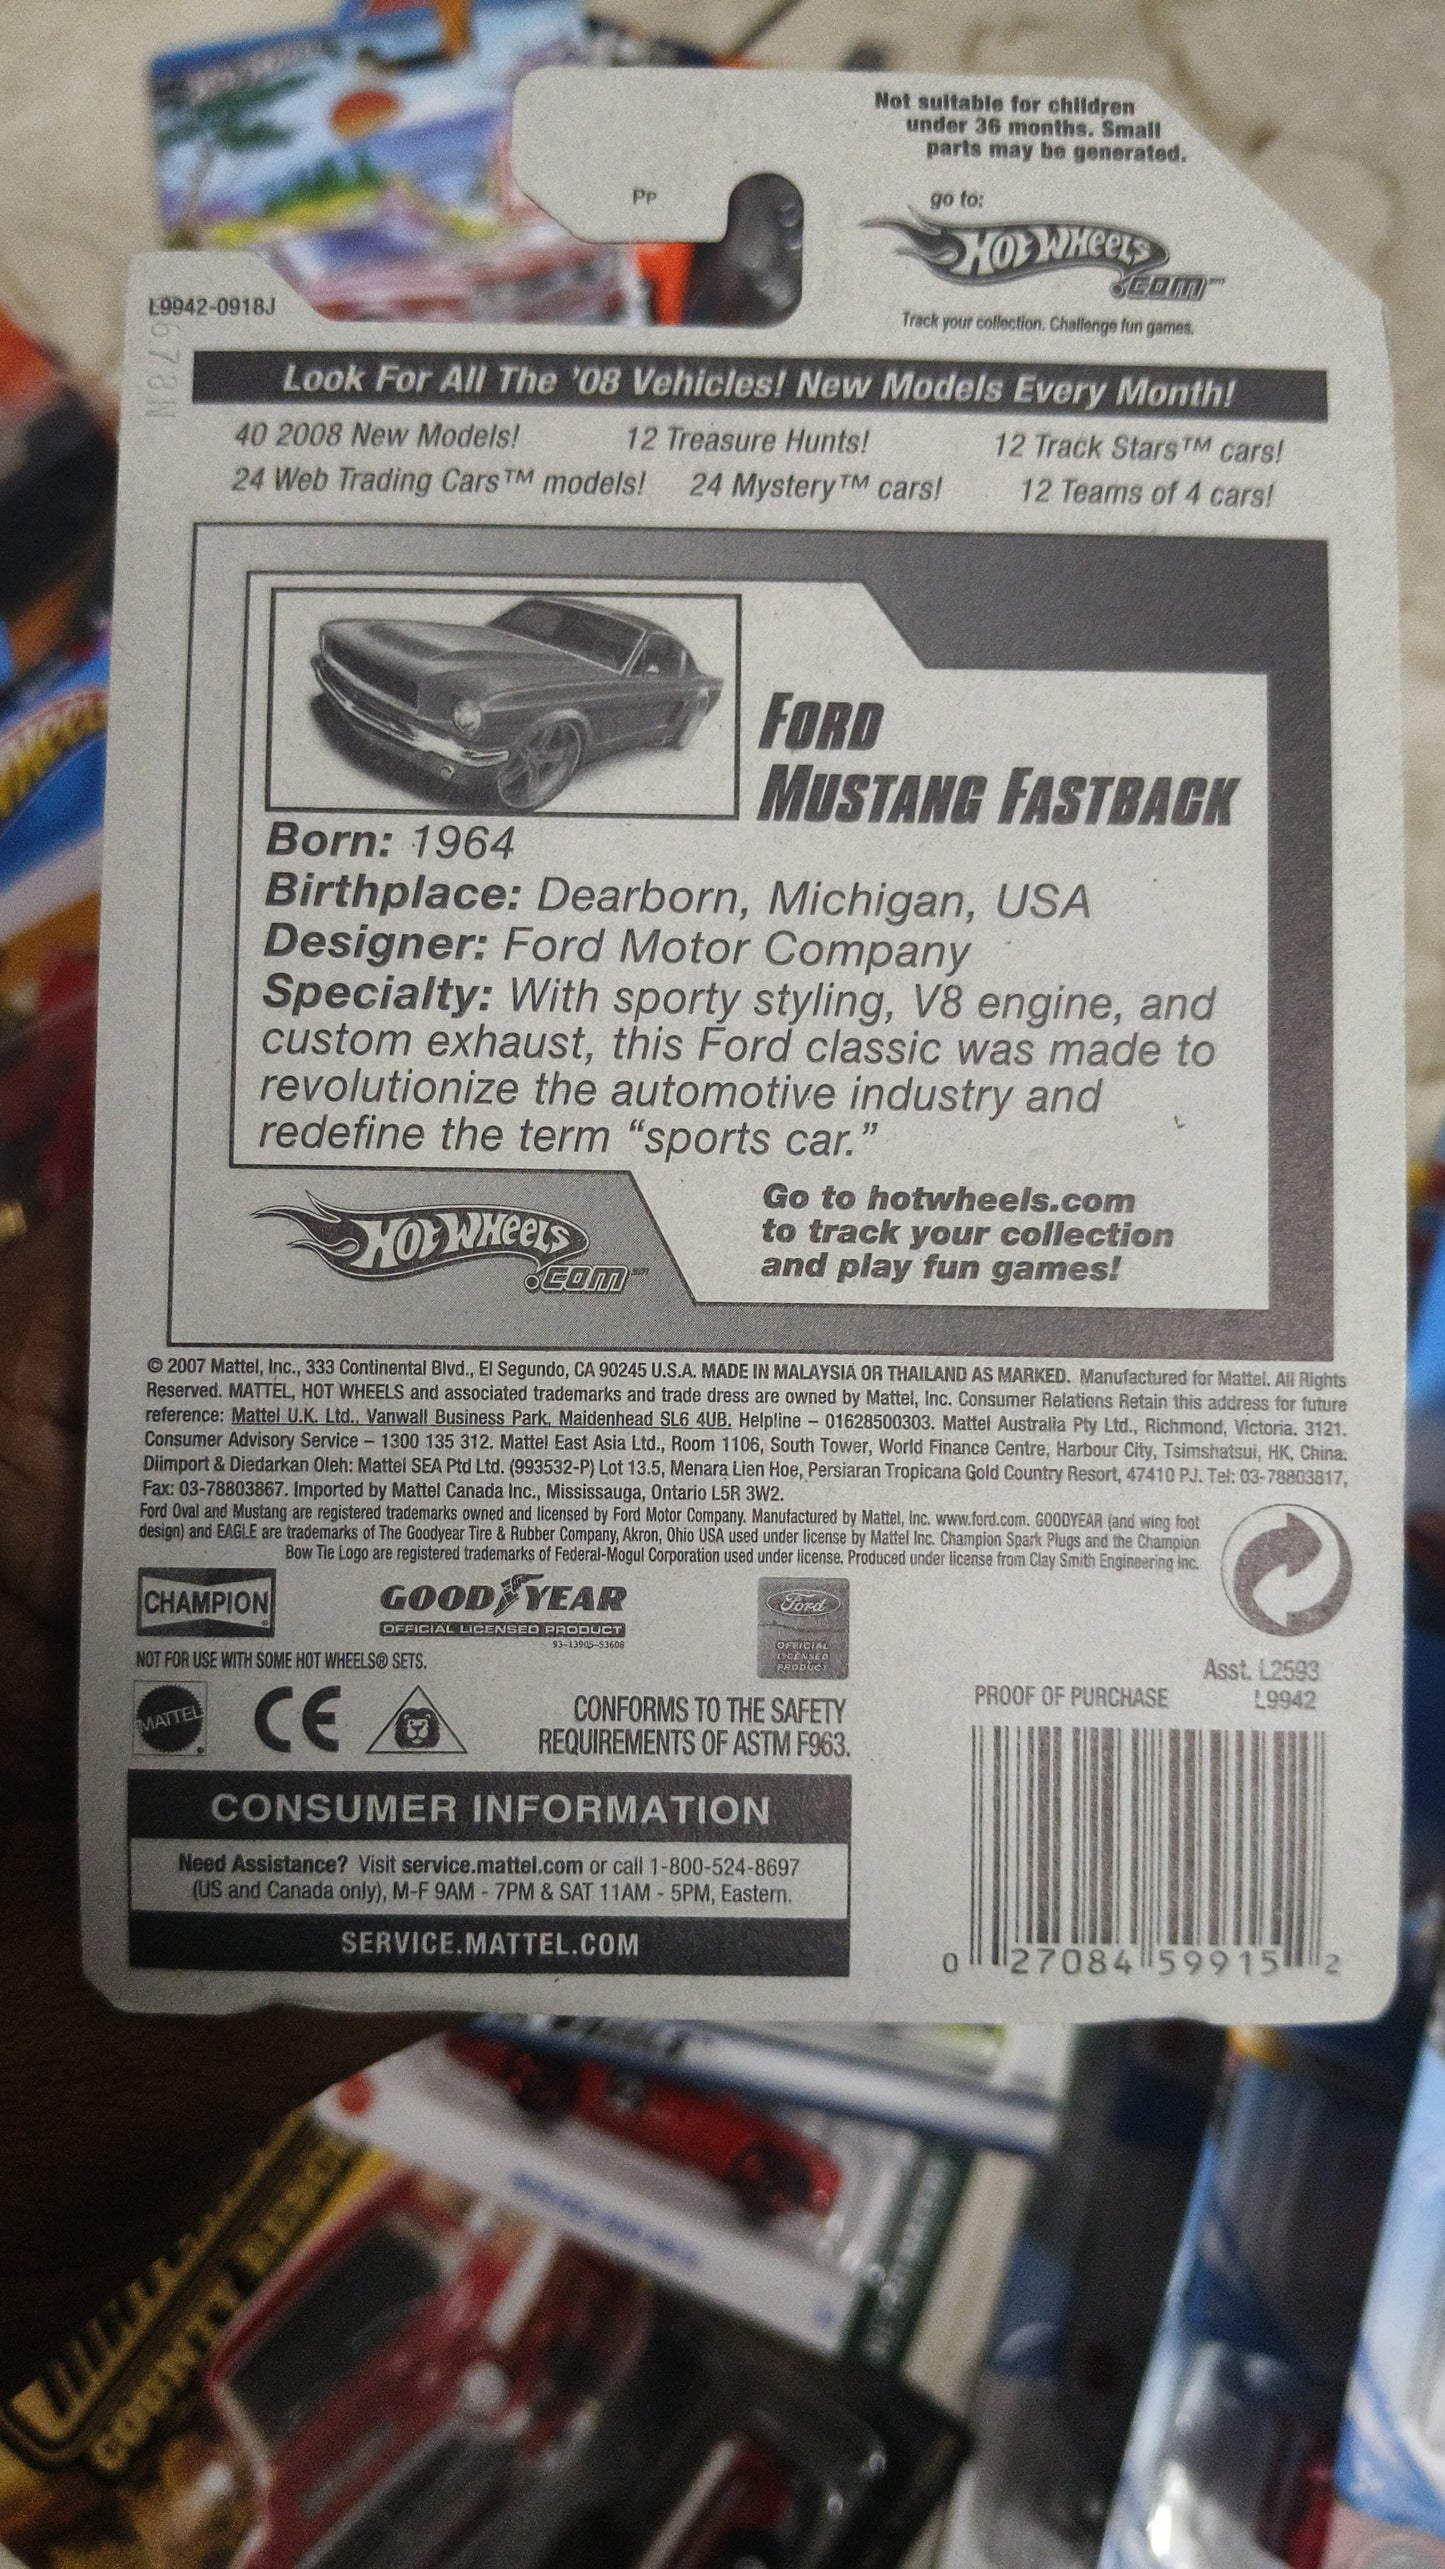 Not suitable for children
under 36 months. Small
parts may be generated.
Pp
go to:
HOT WHEELS
.COM™
Track your collection. Challenge fun games.
L9942-0918J
Look For All The '08 Vehicles! New Models Every Month!
40 2008 New Models! 12 Treasure Hunts! 12 Track Stars™ cars!
24 Web Trading Cars™ models! 24 Mystery™ cars! 12 Teams of 4 cars!
FORD
MUSTANG FASTBACK
Born: 1964
Birthplace: Dearborn, Michigan, USA
Designer: Ford Motor Company
Specialty: With sporty styling, V8 engine, and
custom exhaust, this Ford classic was made to
revolutionize the automotive industry and
redefine the term “sports car.”
HOT WHEELS
.COM℠
Go to hotwheels.com
to track your collection
and play fun games!
© 2007 Mattel, Inc., 333 Continental Blvd., El Segundo, CA 90245 U.S.A. MADE IN MALAYSIA OR THAILAND AS MARKED. Manufactured for Mattel. All Rights
Reserved. MATTEL, HOT WHEELS and associated trademarks and trade dress are owned by Mattel, Inc. Consumer Relations Retain this address for future
reference: Mattel U.K. Ltd., Vanwall Business Park, Maidenhead SL6 4UB. Helpline – 01628500303. Mattel Australia Pty Ltd., Richmond, Victoria. 3121.
Consumer Advisory Service – 1300 135 312. Mattel East Asia Ltd., Room 1106, South Tower, World Finance Centre, Harbour City, Tsimshatsui, HK, China.
Diimport & Diedarkan Oleh: Mattel SEA Ptd Ltd. (993532-P) Lot 13.5, Menara Lien Hoe, Persiaran Tropicana Gold Country Resort, 47410 PJ. Tel: 03-78803817,
Fax: 03-78803867. Imported by Mattel Canada Inc., Mississauga, Ontario L5R 3W2.
Ford Oval and Mustang are registered trademarks owned and licensed by Ford Motor Company. Manufactured by Mattel, Inc. www.ford.com. GOODYEAR (and wing foot
design) and EAGLE are trademarks of The Goodyear Tire & Rubber Company, Akron, Ohio USA used under license by Mattel Inc. Champion Spark Plugs and the Champion
Bow Tie Logo are registered trademarks of Federal-Mogul Corporation used under license. Produced under license from Clay Smith Engineering Inc.
CHAMPION
GOODYEAR
OFFICIAL LICENSED PRODUCT
93-13905-53608
Ford
OFFICIAL
LICENSED
PRODUCT
NOT FOR USE WITH SOME HOT WHEELS® SETS.
MATTEL
CE
CONFORMS TO THE SAFETY
REQUIREMENTS OF ASTM F963.
Asst. L2593
PROOF OF PURCHASE L9942
CONSUMER INFORMATION
Need Assistance? Visit service.mattel.com or call 1-800-524-8697
(US and Canada only), M-F 9AM - 7PM & SAT 11AM - 5PM, Eastern.
SERVICE.MATTEL.COM
0 27084 59915 2
COUNTY